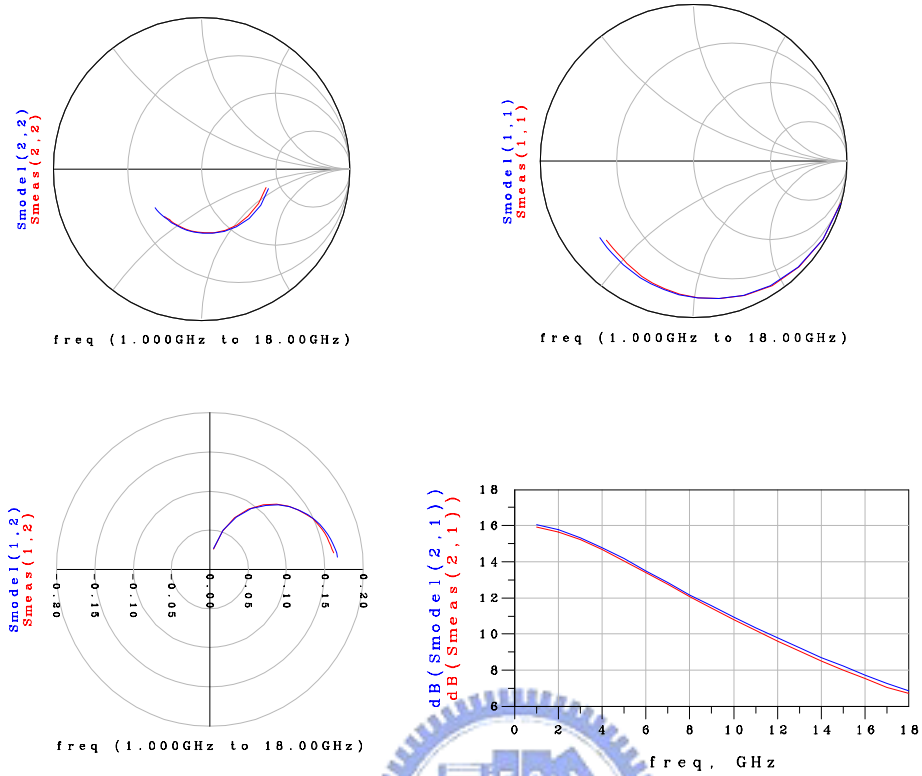 Smodel(2,2)
Smeas(2,2)
freq (1.000GHz to 18.00GHz)
Smodel(1,1)
Smeas(1,1)
freq (1.000GHz to 18.00GHz)
Smodel(1,2)
Smeas(1,2)
-0.20 -0.15 -0.10 -0.05 0.00 0.05 0.10 0.15 0.20
freq (1.000GHz to 18.00GHz)
dB(Smodel(2,1))
dB(Smeas(2,1))
18
16
14
12
10
8
6
0 2 4 6 8 10 12 14 16 18
freq, GHz